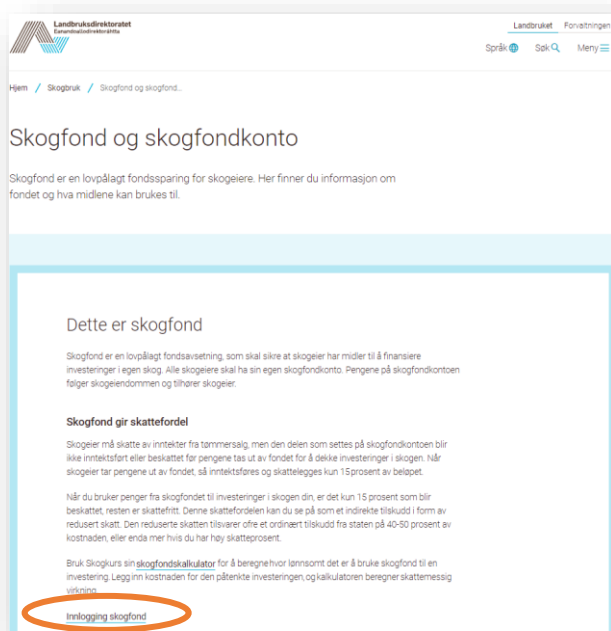 Landbruksdirektoratet
Eanandoallodirektoráhtta
Landbruket Forvaltningen
Språk Søk Meny
Hjem / Skogbruk / Skogfond og skogfond...
Skogfond og skogfondkonto
Skogfond er en lovpålagt fondssparing for skogeiere. Her finner du informasjon om
fondet og hva midlene kan brukes til.
Dette er skogfond
Skogfond er en lovpålagt fondsavsetning, som skal sikre at skogeier har midler til å finansiere
investeringer i egen skog. Alle skogeiere skal ha sin egen skogfondkonto. Pengene på skogfondkontoen
følger skogeiendommen og tilhører skogeier.
Skogfond gir skattefordel
Skogeier må skatte av inntekter fra tømmersalg, men den delen som settes på skogfondkontoen blir
ikke inntektsført eller beskattet før pengene tas ut av fondet for å dekke investeringer i skogen. Når
skogeier tar pengene ut av fondet, så inntektsføres og skattelegges kun 15 prosent av beløpet.
Når du bruker penger fra skogfondet til investeringer i skogen din, er det kun 15 prosent som blir
beskattet, resten er skattefritt. Denne skattefordelen kan du se på som et indirekte tilskudd i form av
redusert skatt. Den reduserte skatten tilsvarer ofre et ordinært tilskudd fra staten på 40-50 prosent av
kostnaden, eller enda mer hvis du har høy skatteprosent.
Bruk Skogkurs sin skogfondskalkulator for å beregne hvor lønnsomt det er å bruke skogfond til en
investering. Legg inn kostnaden for den påtenkte investeringen, og kalkulatoren beregner skattemessig
virkning.
Innlogging skogfond